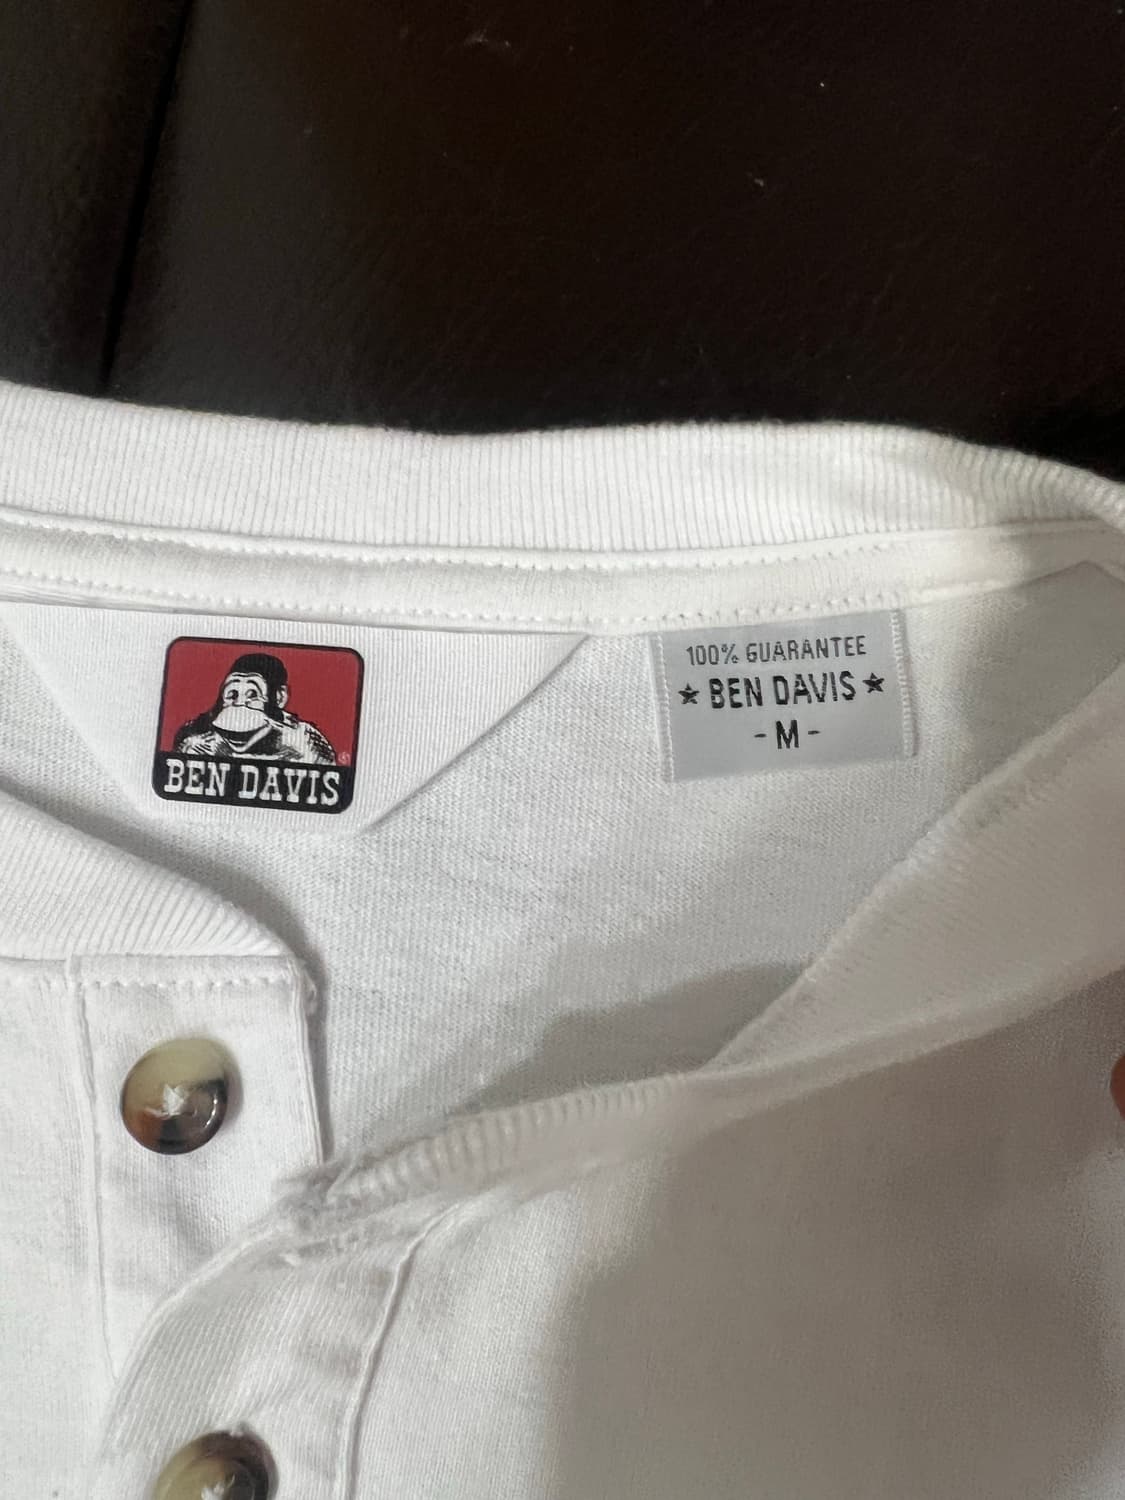 BEN DAVIS
®
100% GUARANTEE
★ BEN DAVIS ★
- M -